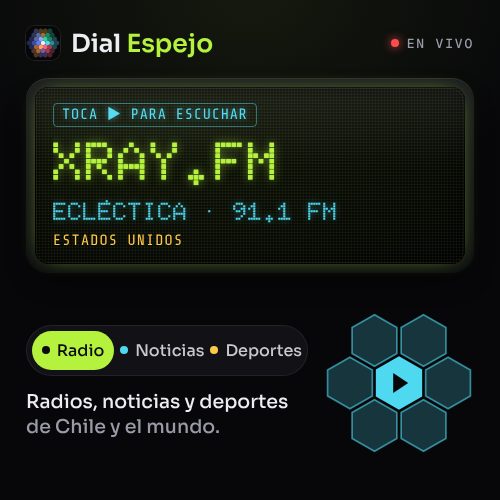 Dial Espejo
EN VIVO
TOCA ▶ PARA ESCUCHAR
XRAY.FM
ECLÉCTICA · 91.1 FM
ESTADOS UNIDOS
Radio Noticias Deportes
Radios, noticias y deportes
de Chile y el mundo.